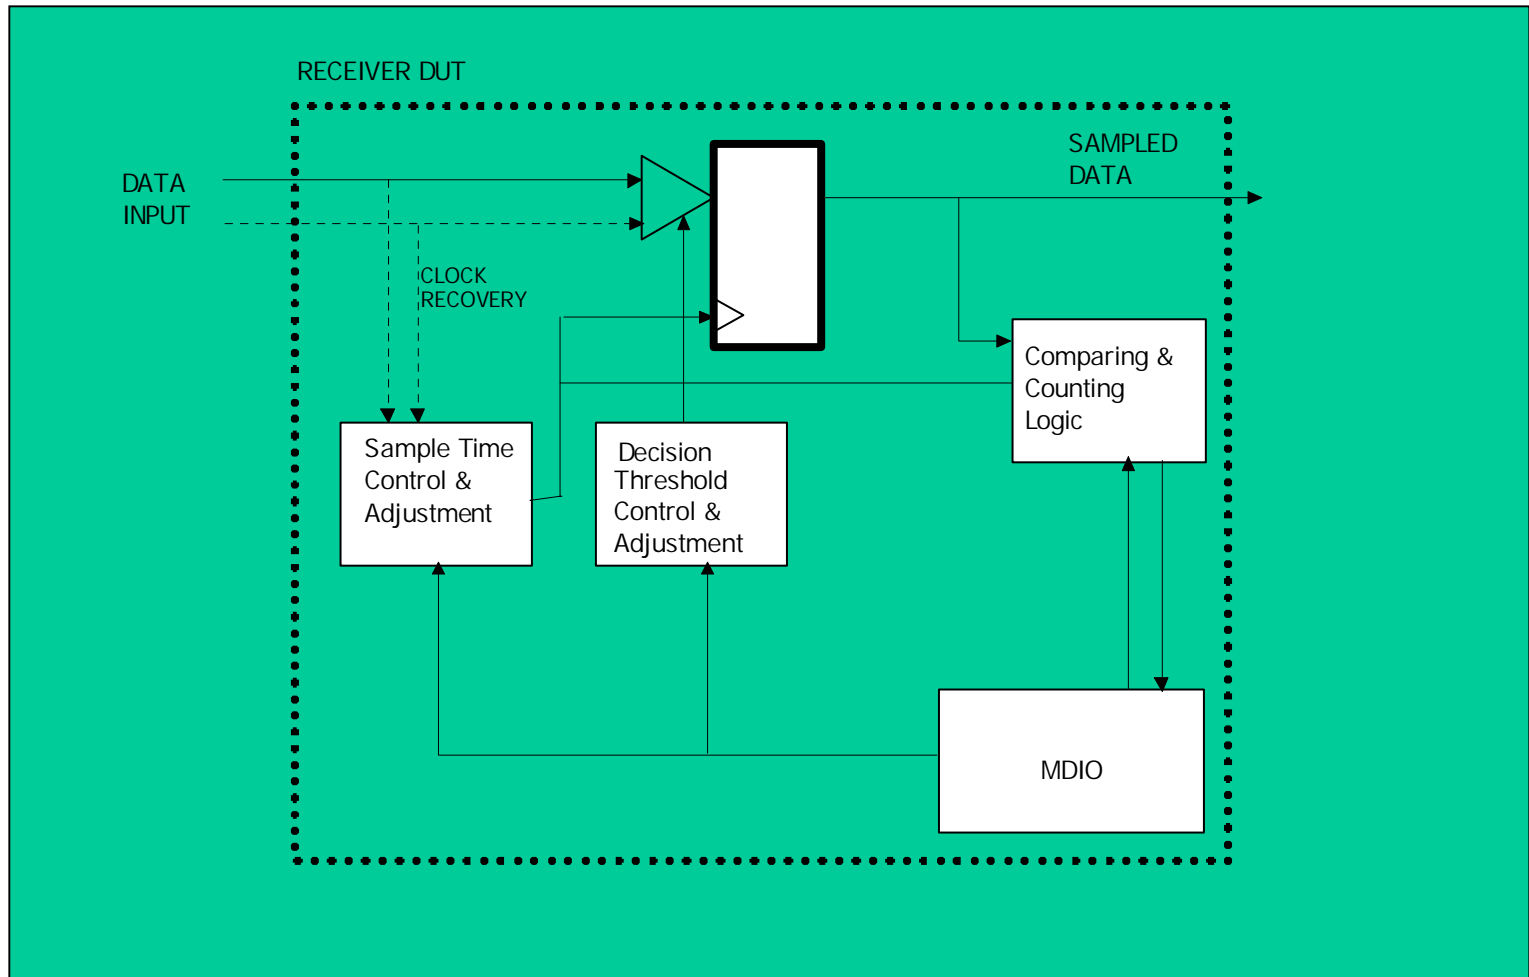 RECEIVER DUT
SAMPLED
DATA
DATA
INPUT
CLOCK
RECOVERY
Comparing &
Counting
Logic
Sample Time
Control &
Adjustment
Decision
Threshold
Control &
Adjustment
MDIO